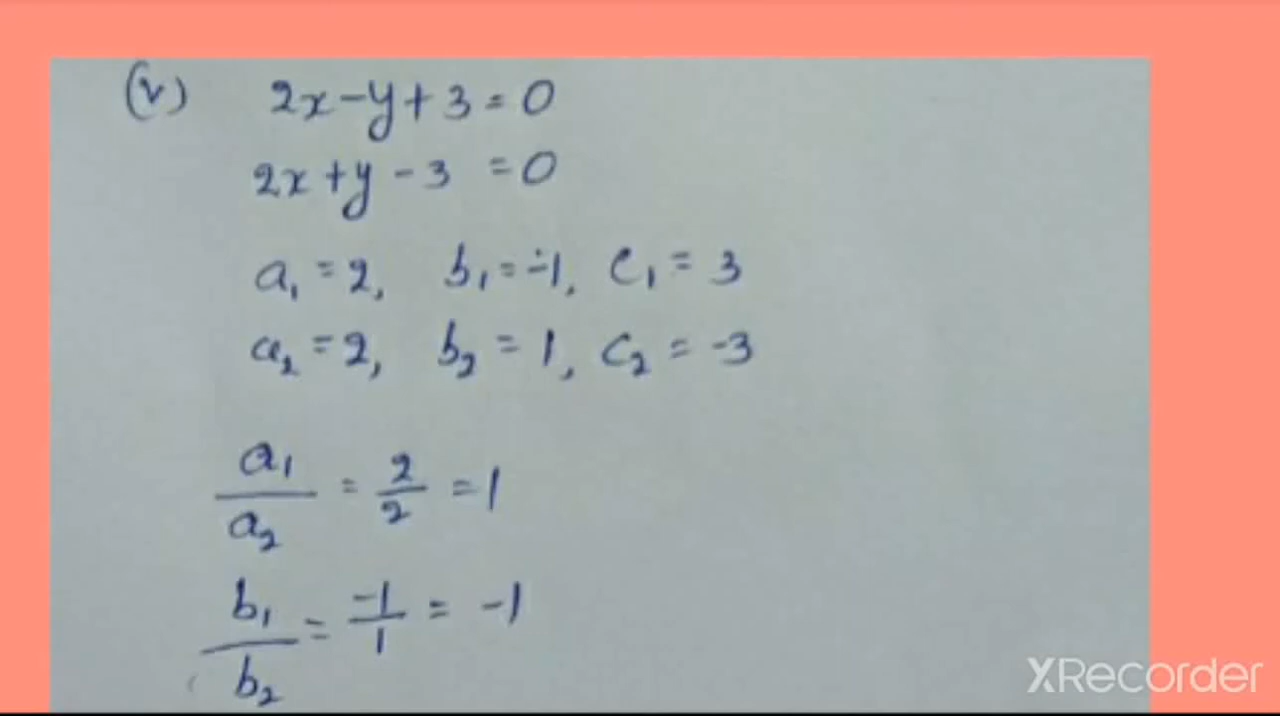 (v) 2x-y+3=0
2x+y-3=0
a₁=2, b₁=-1, c₁=3
a₂=2, b₂=1, c₂=-3
a₁/a₂ = 2/2 = 1
b₁/b₂ = -1/1 = -1
XRecorder